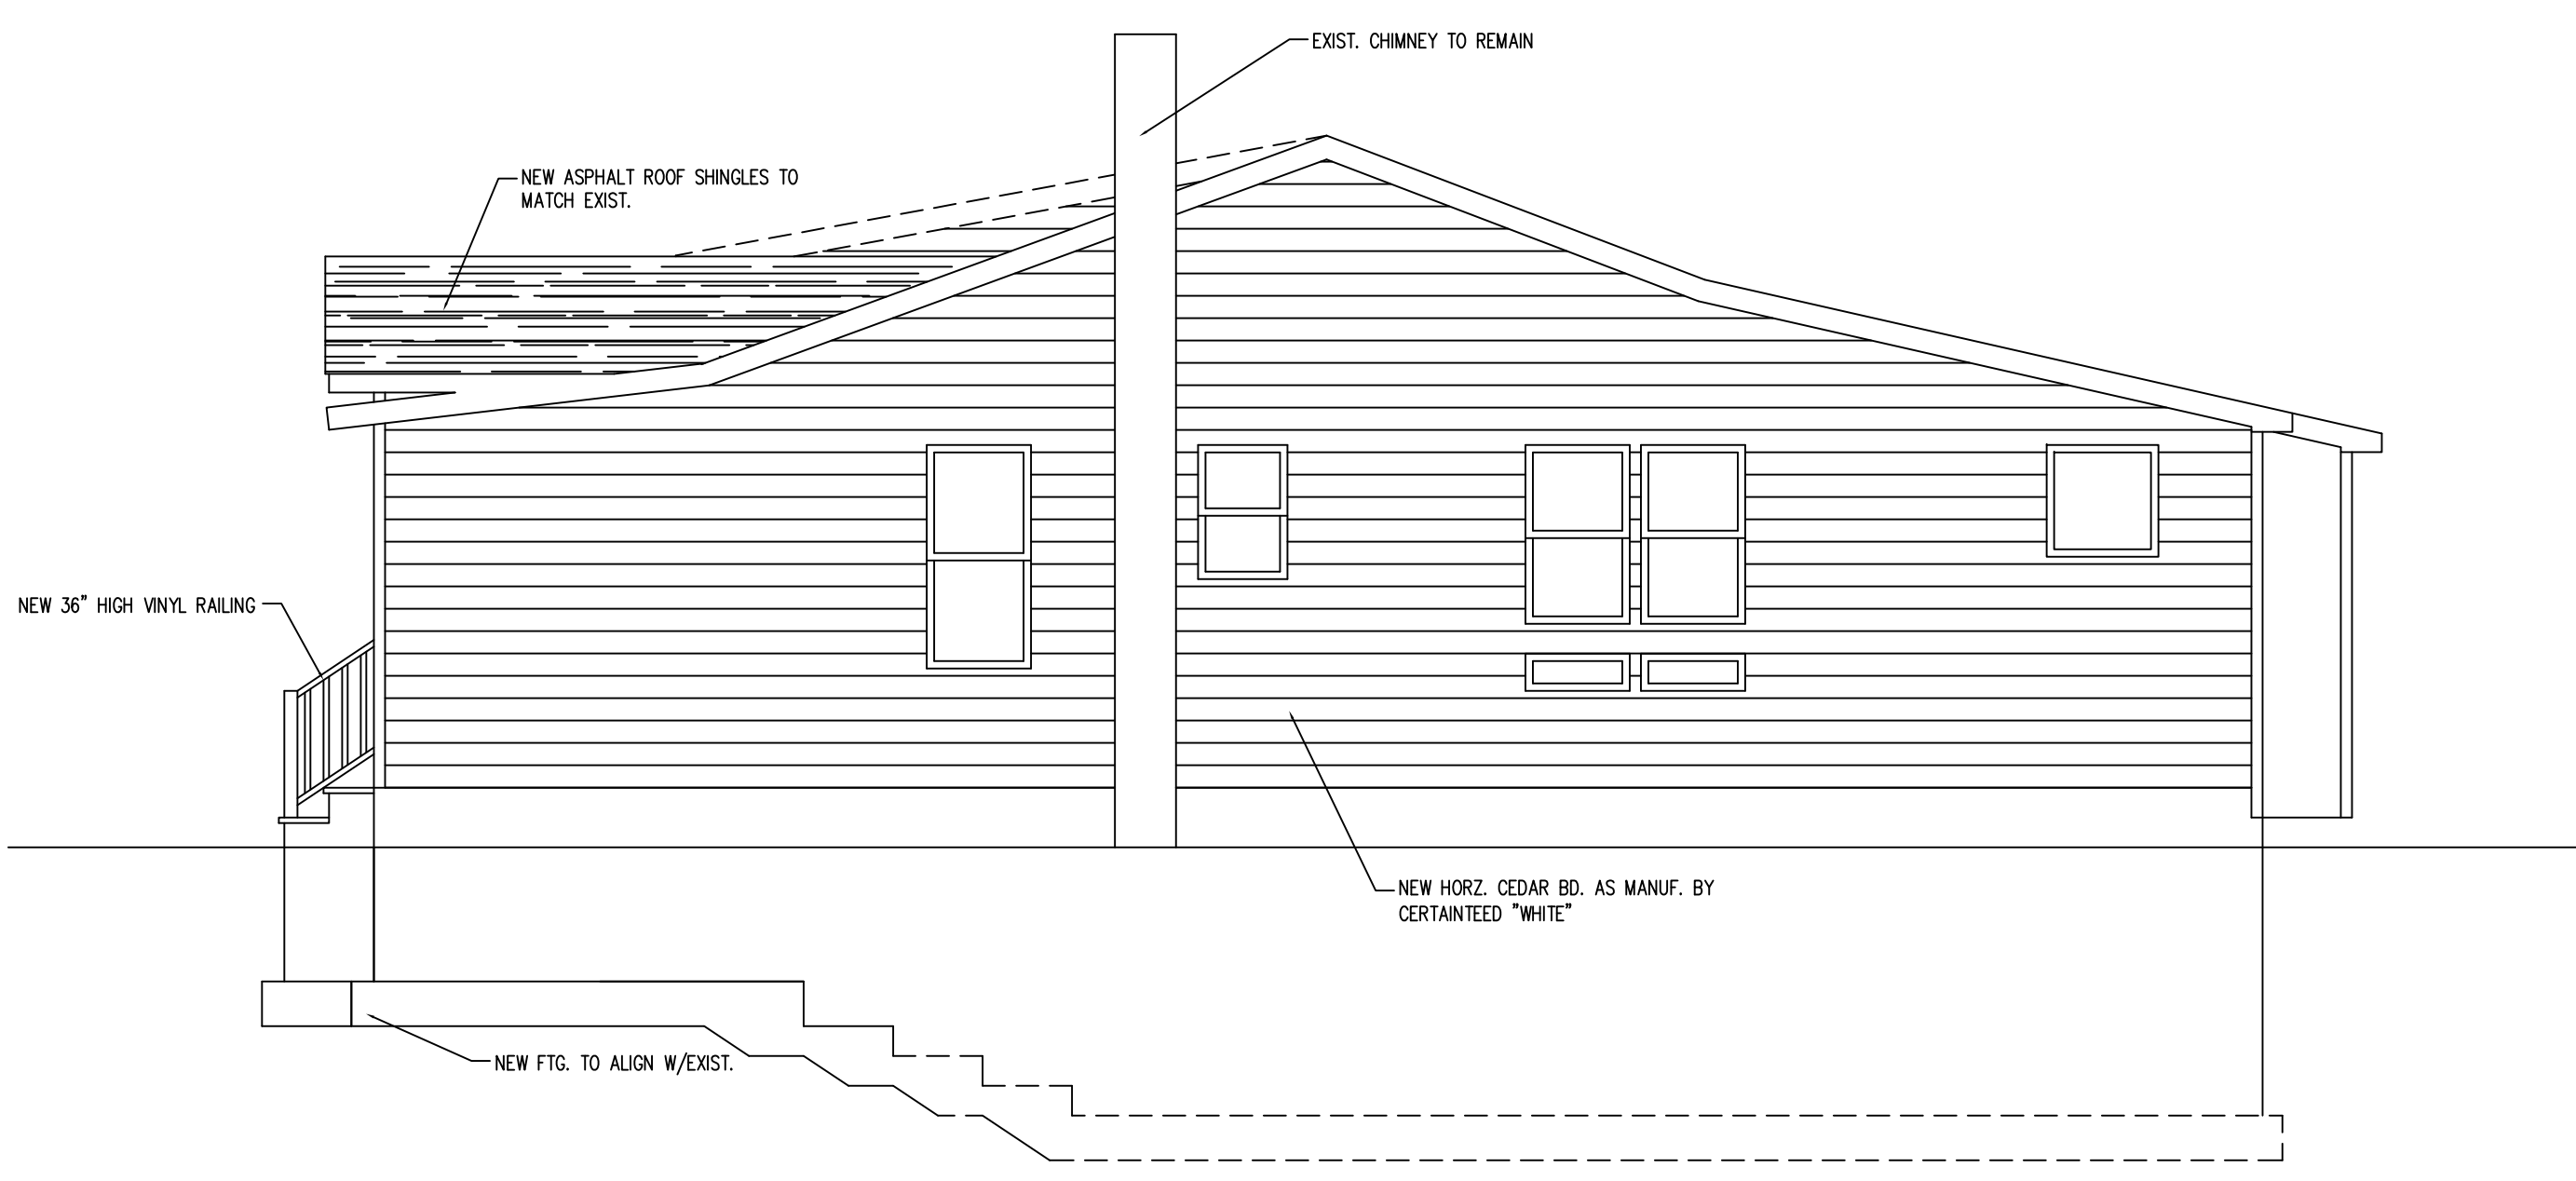 EXIST. CHIMNEY TO REMAIN
NEW ASPHALT ROOF SHINGLES TO
MATCH EXIST.
NEW 36" HIGH VINYL RAILING
NEW HORZ. CEDAR BD. AS MANUF. BY
CERTAINTEED "WHITE"
NEW FTG. TO ALIGN W/EXIST.